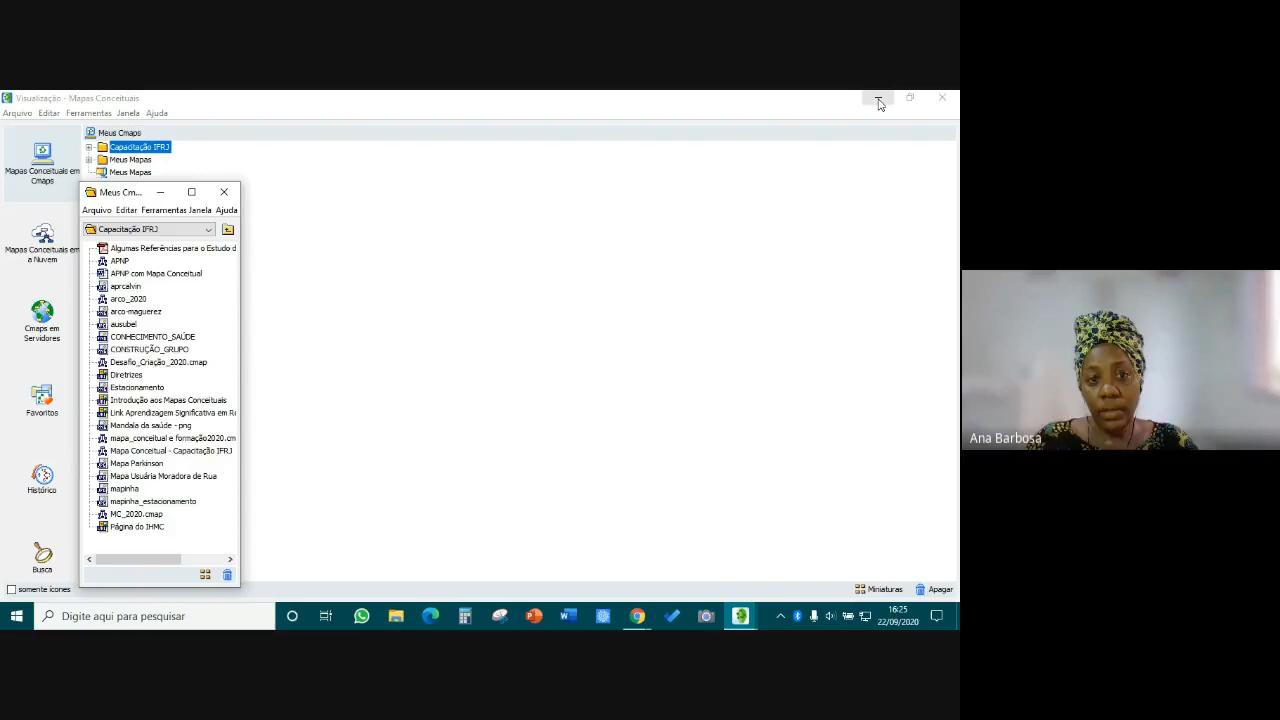 Visualização - Mapas Conceituais
Arquivo Editar Ferramentas Janela Ajuda
Mapas Conceituais em Cmaps
Mapas Conceituais em a Nuvem
Cmaps em Servidores
Favoritos
Histórico
Busca
somente ícones
Meus Cmaps
Capacitação IFRJ
Meus Mapas
Meus Mapas
Meus Cm...
Arquivo Editar Ferramentas Janela Ajuda
Capacitação IFRJ
Algumas Referências para o Estudo d
APNP
APNP com Mapa Conceitual
aprcalvin
arco_2020
arco-maguerez
ausubel
CONHECIMENTO_SAÚDE
CONSTRUÇÃO_GRUPO
Desafio_Criação_2020.cmap
Diretrizes
Estacionamento
Introdução aos Mapas Conceituais
Link Aprendizagem Significativa em Re
Mandala da saúde - png
mapa_conceitual e formação2020.cm
Mapa Conceitual - Capacitação IFRJ
Mapa Parkinson
Mapa Usuária Moradora de Rua
mapinha
mapinha_estacionamento
MC_2020.cmap
Página do IHMC
Miniaturas
Apagar
Digite aqui para pesquisar
16:25
22/09/2020
Ana Barbosa